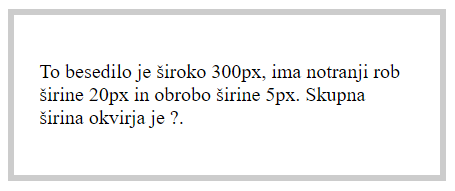 To besedilo je široko 300px, ima notranji rob
širine 20px in obrobo širine 5px. Skupna
širina okvirja je ?.